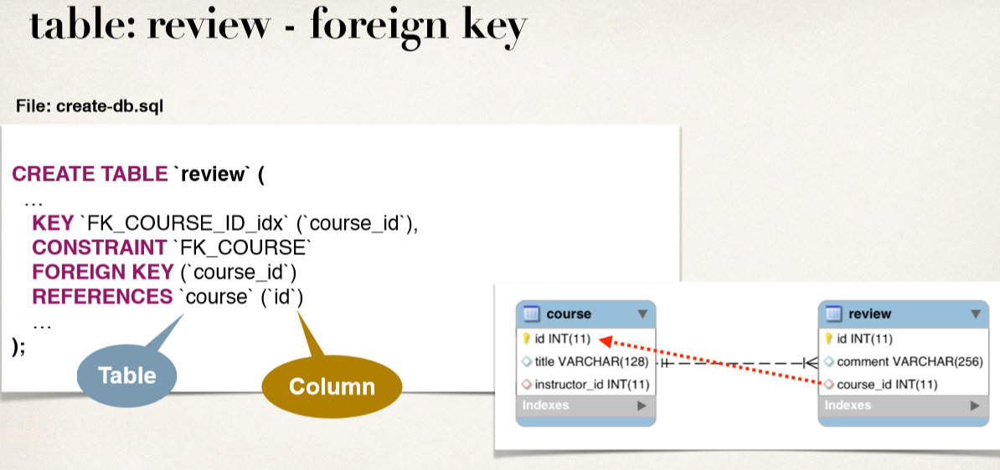 table: review - foreign key
File: create-db.sql
CREATE TABLE `review` (
...
KEY `FK_COURSE_ID_idx` (`course_id`),
CONSTRAINT `FK_COURSE`
FOREIGN KEY (`course_id`)
REFERENCES `course` (`id`)
...
);
Table
Column
course
id INT(11)
title VARCHAR(128)
instructor_id INT(11)
Indexes
review
id INT(11)
comment VARCHAR(256)
course_id INT(11)
Indexes